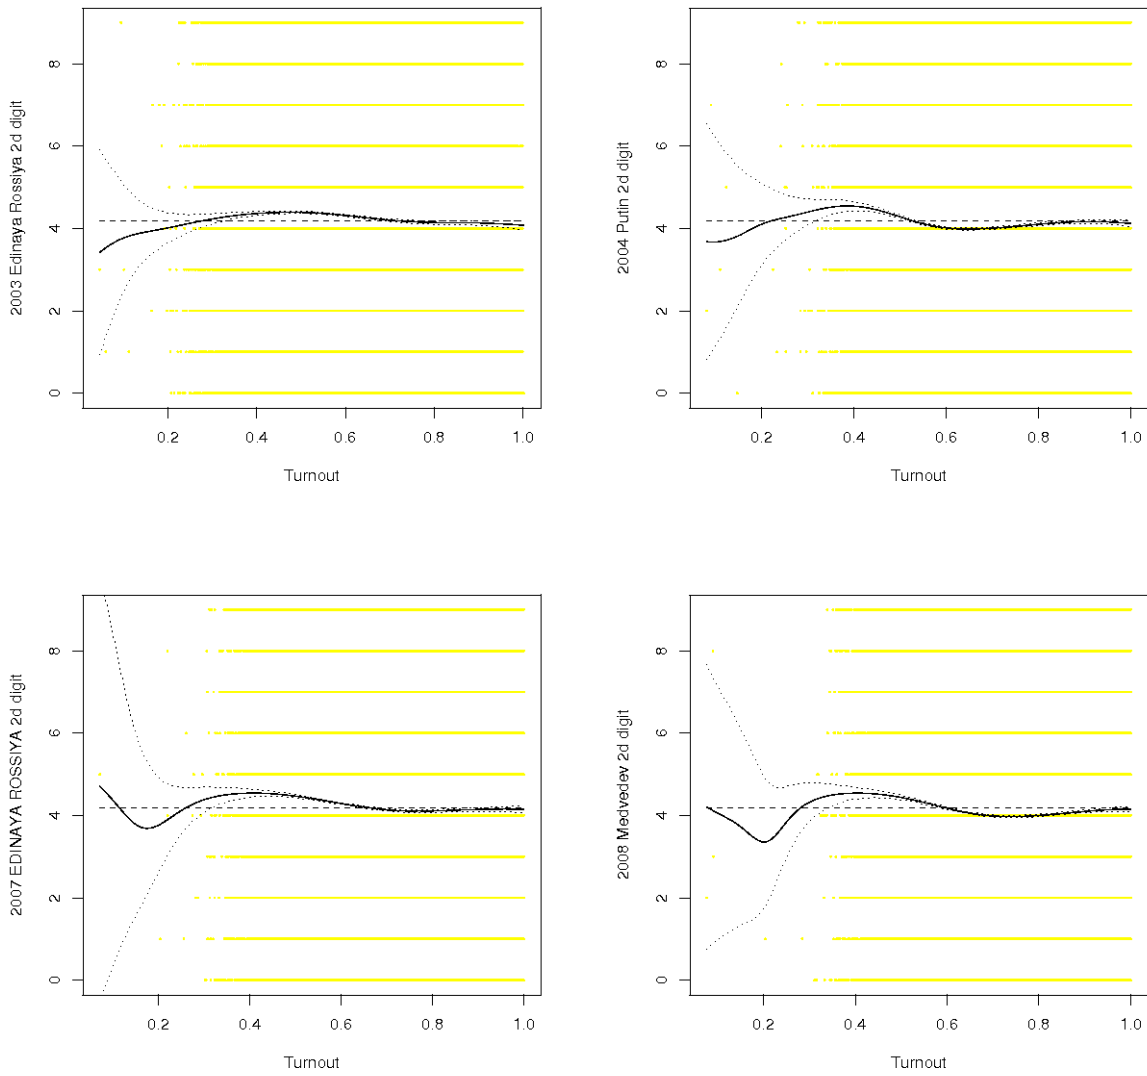 2003 Edinaya Rossiya 2d digit
0 2 4 6 8
0.2 0.4 0.6 0.8 1.0
Turnout
2004 Putin 2d digit
0 2 4 6 8
0.2 0.4 0.6 0.8 1.0
Turnout
2007 EDINAYA ROSSIYA 2d digit
0 2 4 6 8
0.2 0.4 0.6 0.8 1.0
Turnout
2008 Medvedev 2d digit
0 2 4 6 8
0.2 0.4 0.6 0.8 1.0
Turnout